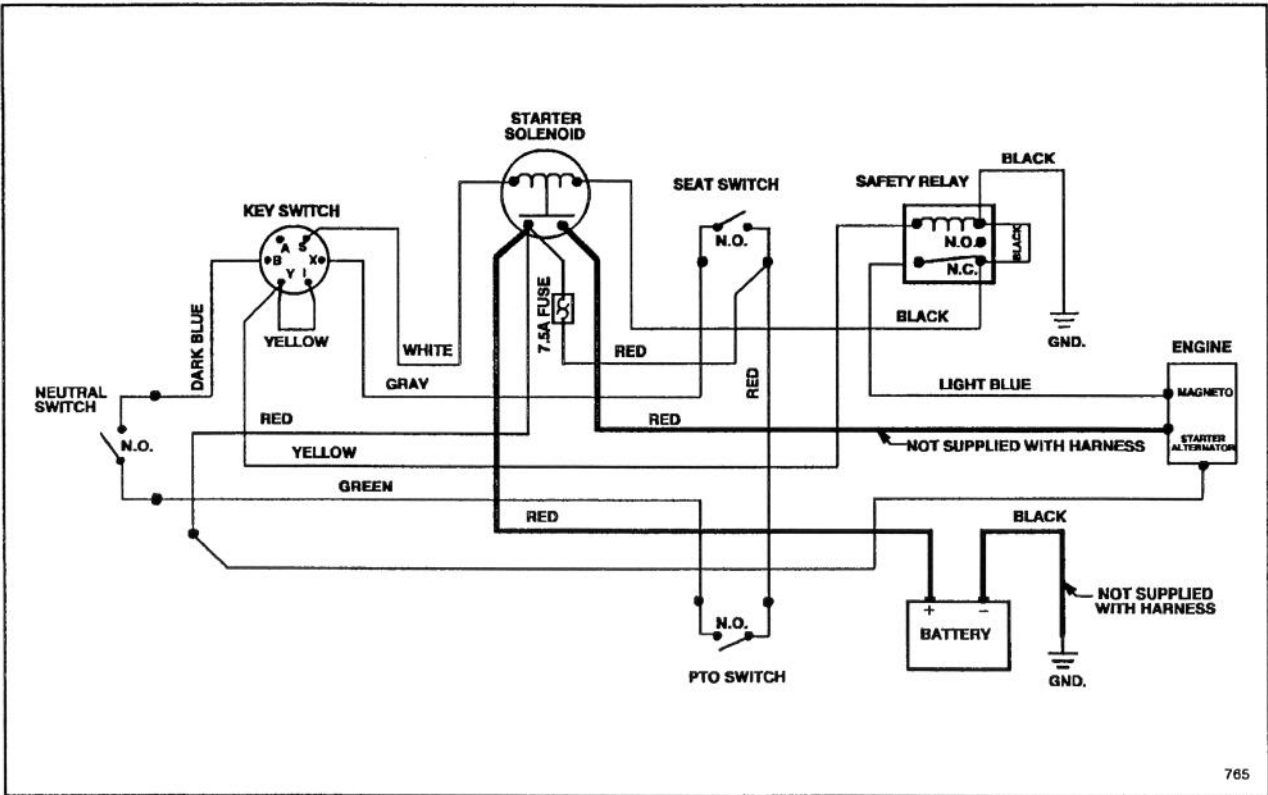 STARTER
SOLENOID
BLACK
SEAT SWITCH
SAFETY RELAY
KEY SWITCH
N.O.
N.O.
BLACK
A S
B X
Y I
N.C.
7.5A FUSE
BLACK
GND.
DARK BLUE
YELLOW
WHITE
RED
ENGINE
GRAY
RED
LIGHT BLUE
MAGNETO
NEUTRAL
SWITCH
RED
RED
N.O.
NOT SUPPLIED WITH HARNESS
STARTER
ALTERNATOR
YELLOW
GREEN
RED
BLACK
NOT SUPPLIED
WITH HARNESS
+ –
N.O.
BATTERY
PTO SWITCH
GND.
765